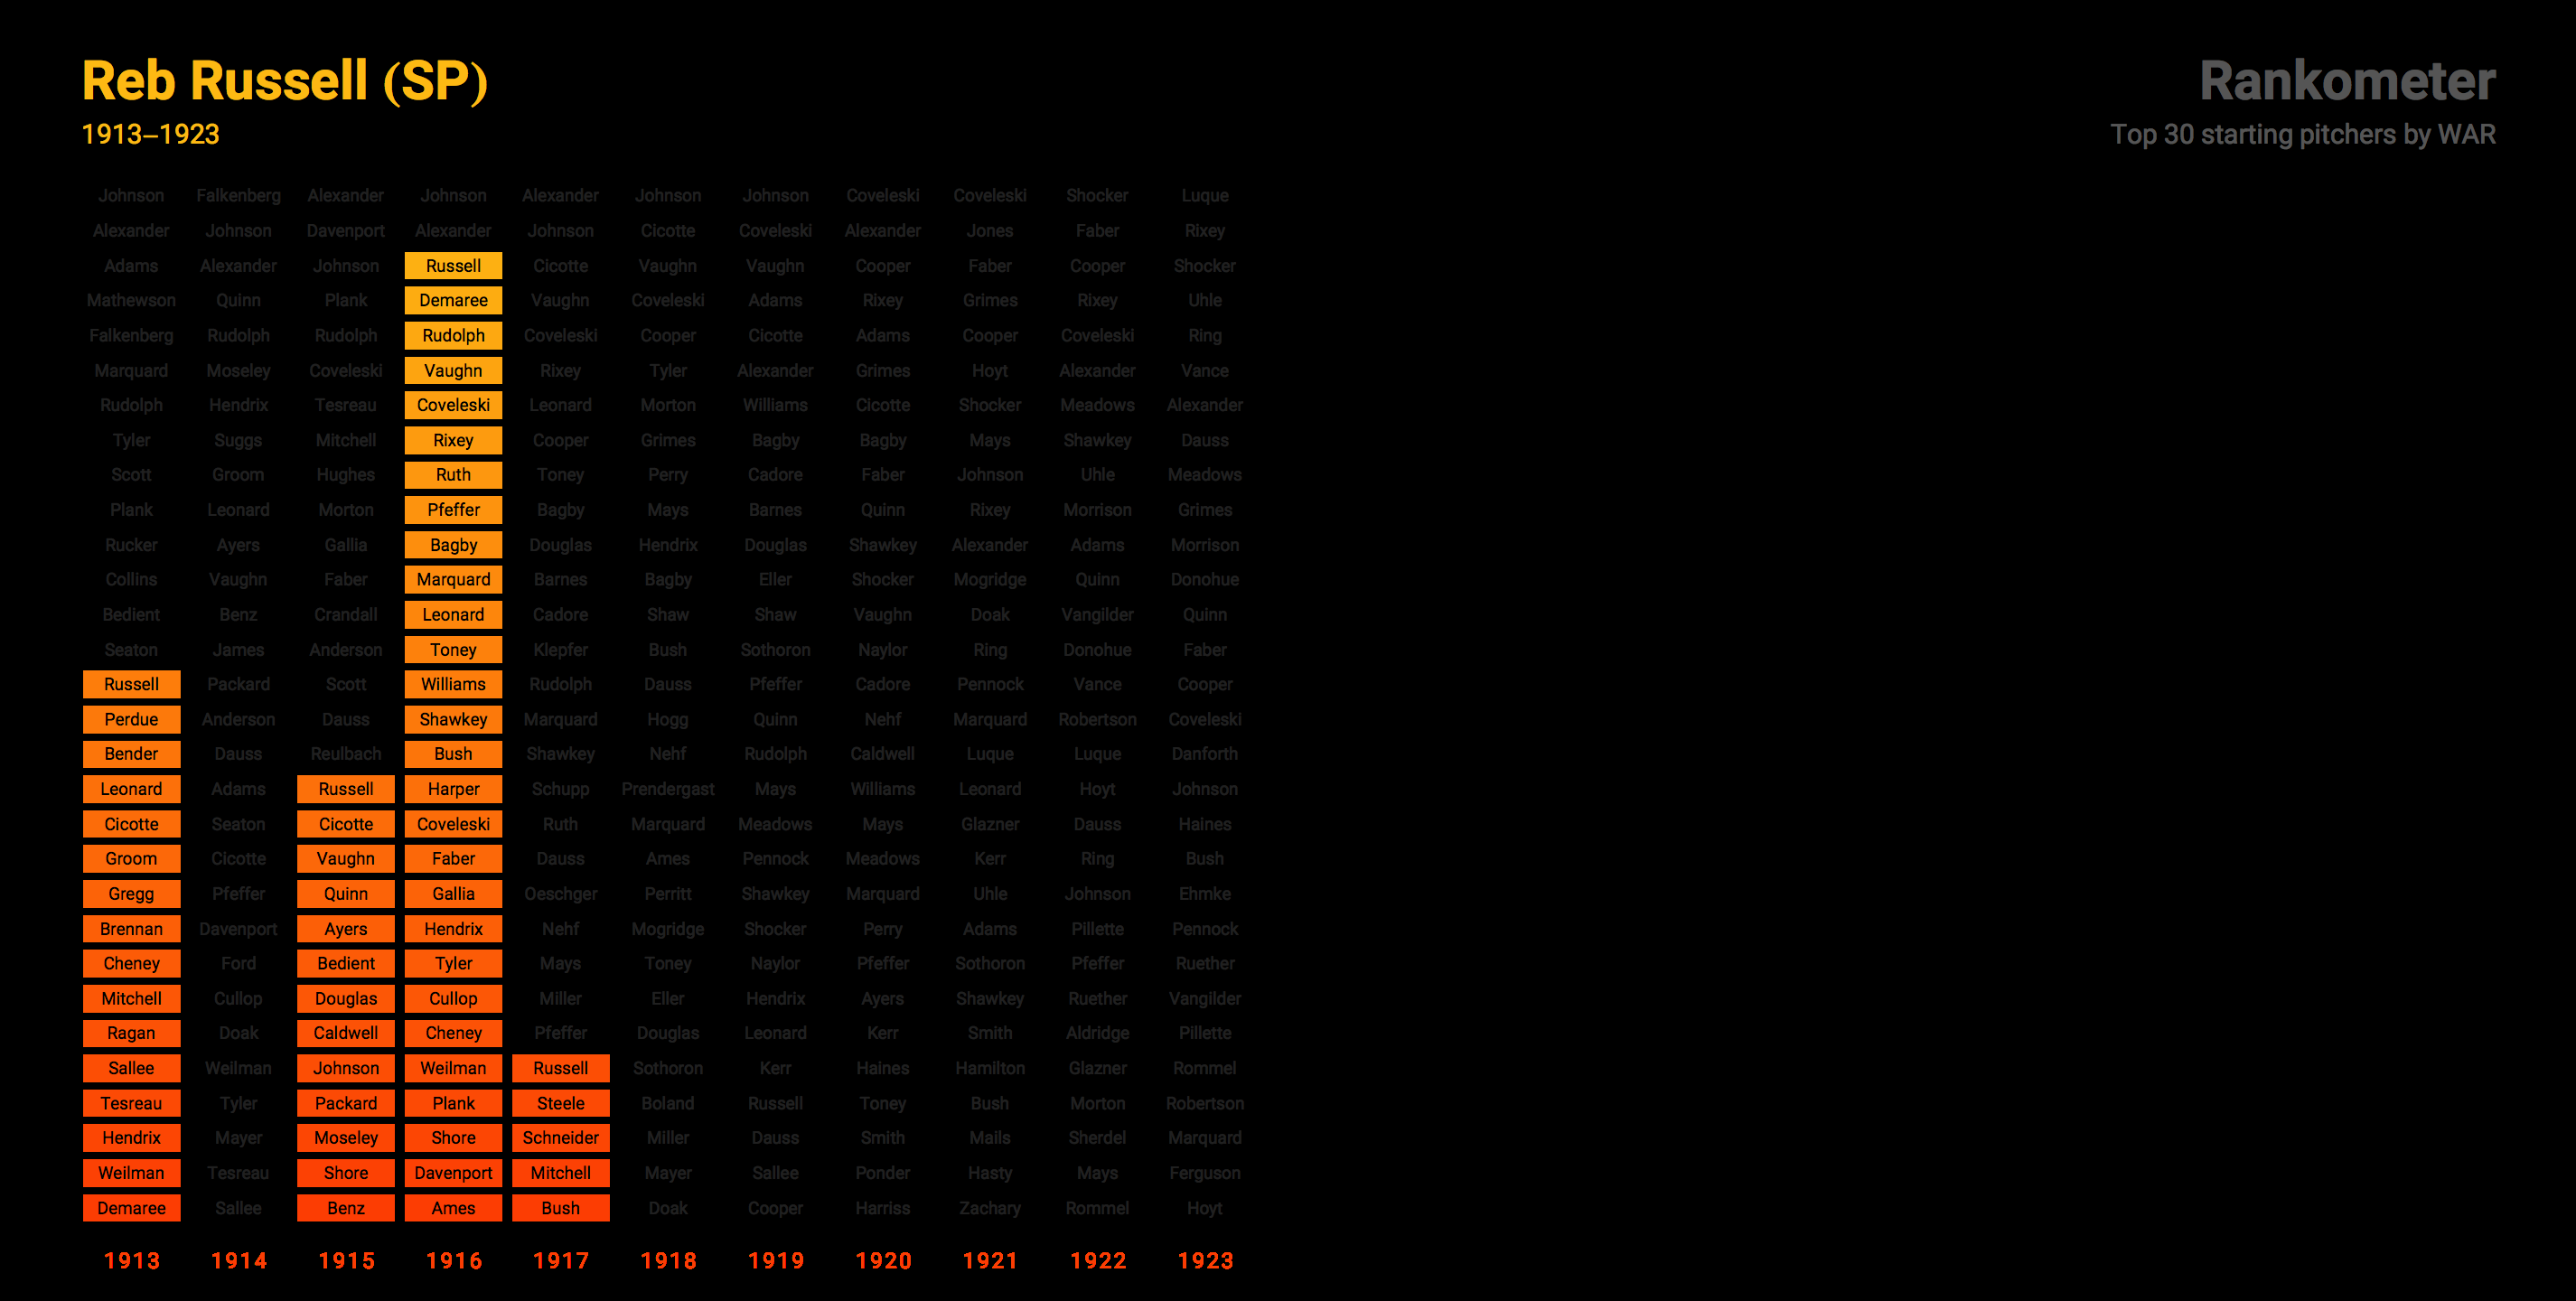 Reb Russell (SP)
1913–1923
Rankometer
Top 30 starting pitchers by WAR
Johnson Falkenberg Alexander Johnson Alexander Johnson Johnson Coveleski Coveleski Shocker Luque
Alexander Johnson Davenport Alexander Johnson Cicotte Coveleski Alexander Jones Faber Rixey
Adams Alexander Johnson Russell Cicotte Vaughn Vaughn Cooper Faber Cooper Shocker
Mathewson Quinn Plank Demaree Vaughn Coveleski Adams Rixey Grimes Rixey Uhle
Falkenberg Rudolph Rudolph Rudolph Coveleski Cooper Cicotte Adams Cooper Coveleski Ring
Marquard Moseley Coveleski Vaughn Rixey Tyler Alexander Grimes Hoyt Alexander Vance
Rudolph Hendrix Tesreau Coveleski Leonard Morton Williams Cicotte Shocker Meadows Alexander
Tyler Suggs Mitchell Rixey Cooper Grimes Bagby Bagby Mays Shawkey Dauss
Scott Groom Hughes Ruth Toney Perry Cadore Faber Johnson Uhle Meadows
Plank Leonard Morton Pfeffer Bagby Mays Barnes Quinn Rixey Morrison Grimes
Rucker Ayers Gallia Bagby Douglas Hendrix Douglas Shawkey Alexander Adams Morrison
Collins Vaughn Faber Marquard Barnes Bagby Eller Shocker Mogridge Quinn Donohue
Bedient Benz Crandall Leonard Cadore Shaw Shaw Vaughn Doak Vangilder Quinn
Seaton James Anderson Toney Klepfer Bush Sothoron Naylor Ring Donohue Faber
Russell Packard Scott Williams Rudolph Dauss Pfeffer Cadore Pennock Vance Cooper
Perdue Anderson Dauss Shawkey Marquard Hogg Quinn Nehf Marquard Robertson Coveleski
Bender Dauss Reulbach Bush Shawkey Nehf Rudolph Caldwell Luque Luque Danforth
Leonard Adams Russell Harper Schupp Prendergast Mays Williams Leonard Hoyt Johnson
Cicotte Seaton Cicotte Coveleski Ruth Marquard Meadows Mays Glazner Dauss Haines
Groom Cicotte Vaughn Faber Dauss Ames Pennock Meadows Kerr Ring Bush
Gregg Pfeffer Quinn Gallia Oeschger Perritt Shawkey Marquard Uhle Johnson Ehmke
Brennan Davenport Ayers Hendrix Nehf Mogridge Shocker Perry Adams Pillette Pennock
Cheney Ford Bedient Tyler Mays Toney Naylor Pfeffer Sothoron Pfeffer Ruether
Mitchell Cullop Douglas Cullop Miller Eller Hendrix Ayers Shawkey Ruether Vangilder
Ragan Doak Caldwell Cheney Pfeffer Douglas Leonard Kerr Smith Aldridge Pillette
Sallee Weilman Johnson Weilman Russell Sothoron Kerr Haines Hamilton Glazner Rommel
Tesreau Tyler Packard Plank Steele Boland Russell Toney Bush Morton Robertson
Hendrix Mayer Moseley Shore Schneider Miller Dauss Smith Mails Sherdel Marquard
Weilman Tesreau Shore Davenport Mitchell Mayer Sallee Ponder Hasty Mays Ferguson
Demaree Sallee Benz Ames Bush Doak Cooper Harriss Zachary Rommel Hoyt
1913 1914 1915 1916 1917 1918 1919 1920 1921 1922 1923